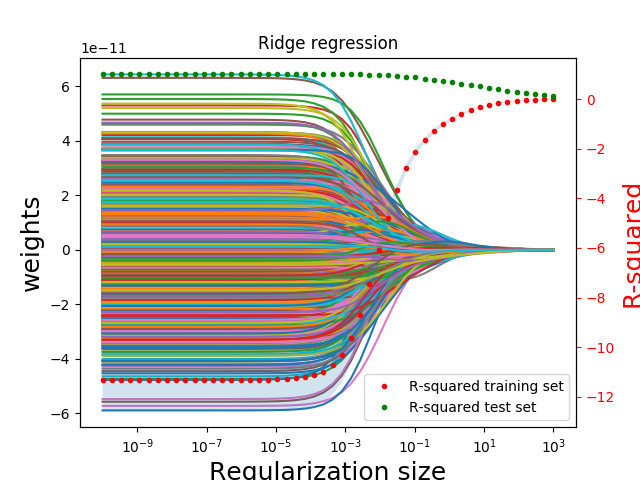 Ridge regression
1e−11
6
4
2
0
−2
−4
−6
weights
0
−2
−4
−6
−8
−10
−12
R-squared
R-squared training set
R-squared test set
10⁻⁹ 10⁻⁷ 10⁻⁵ 10⁻³ 10⁻¹ 10¹ 10³
Regularization size